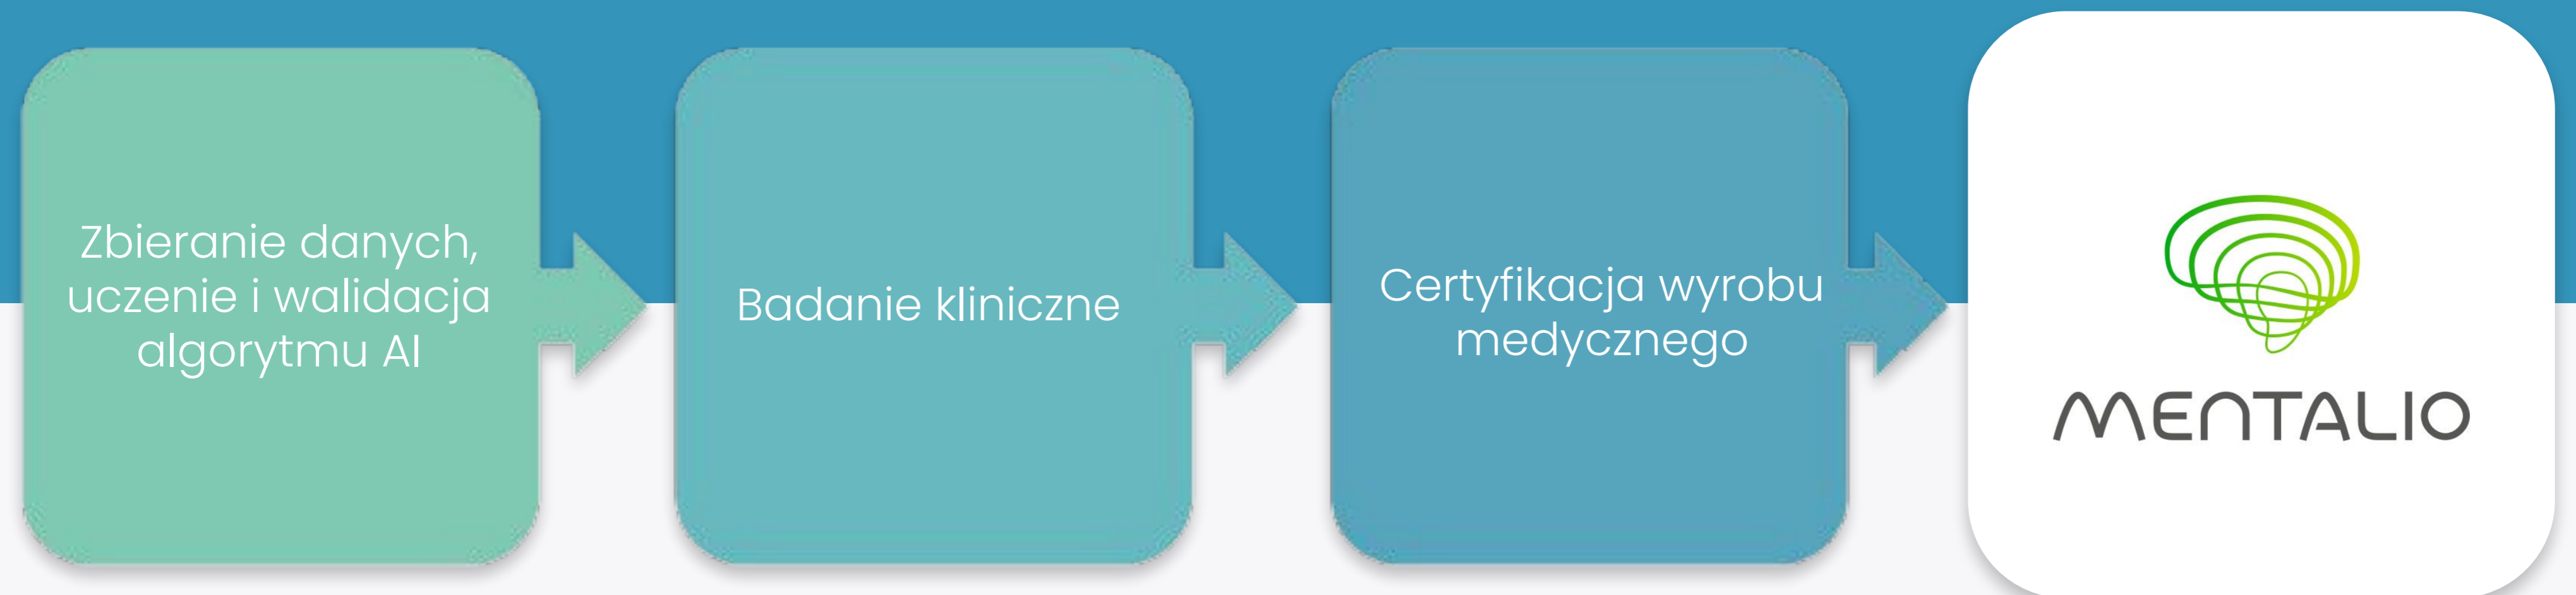 Zbieranie danych,
uczenie i walidacja
algorytmu AI
Badanie kliniczne
Certyfikacja wyrobu
medycznego
MENTALIO